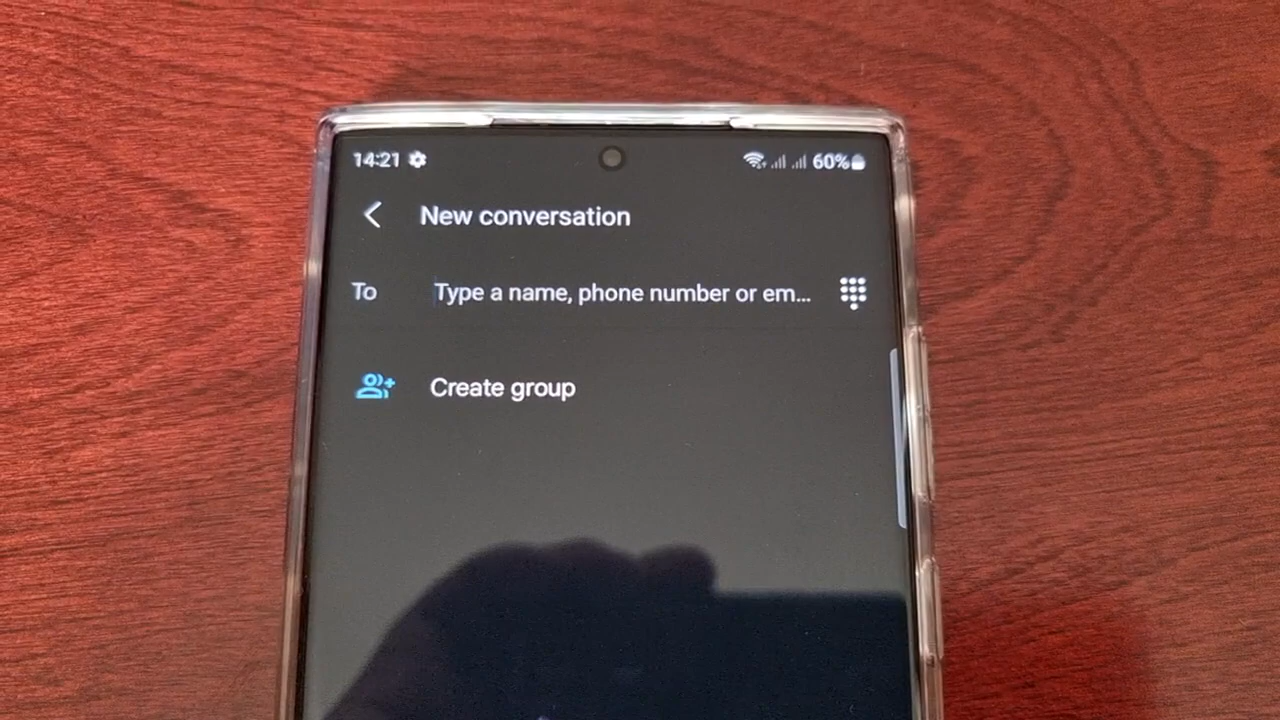 14:21 60%
New conversation
To Type a name, phone number or em...
Create group